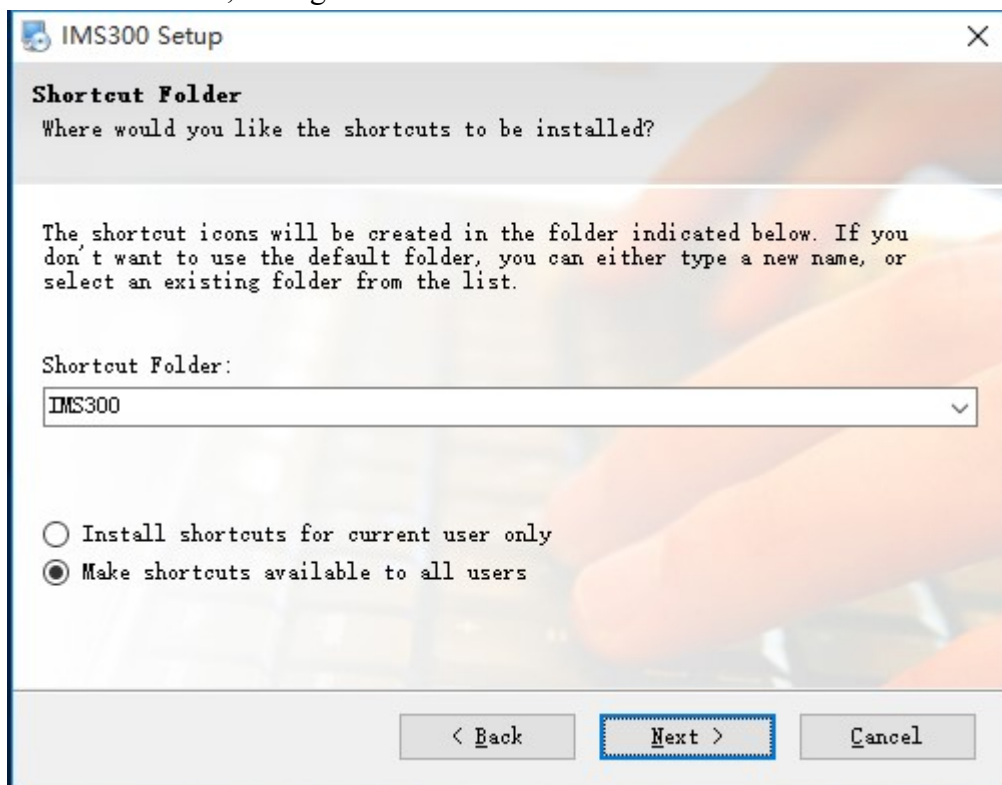 IMS300 Setup
Shortcut Folder
Where would you like the shortcuts to be installed?
The shortcut icons will be created in the folder indicated below. If you
don't want to use the default folder, you can either type a new name, or
select an existing folder from the list.
Shortcut Folder:
IMS300
Install shortcuts for current user only
Make shortcuts available to all users
< Back
Next >
Cancel